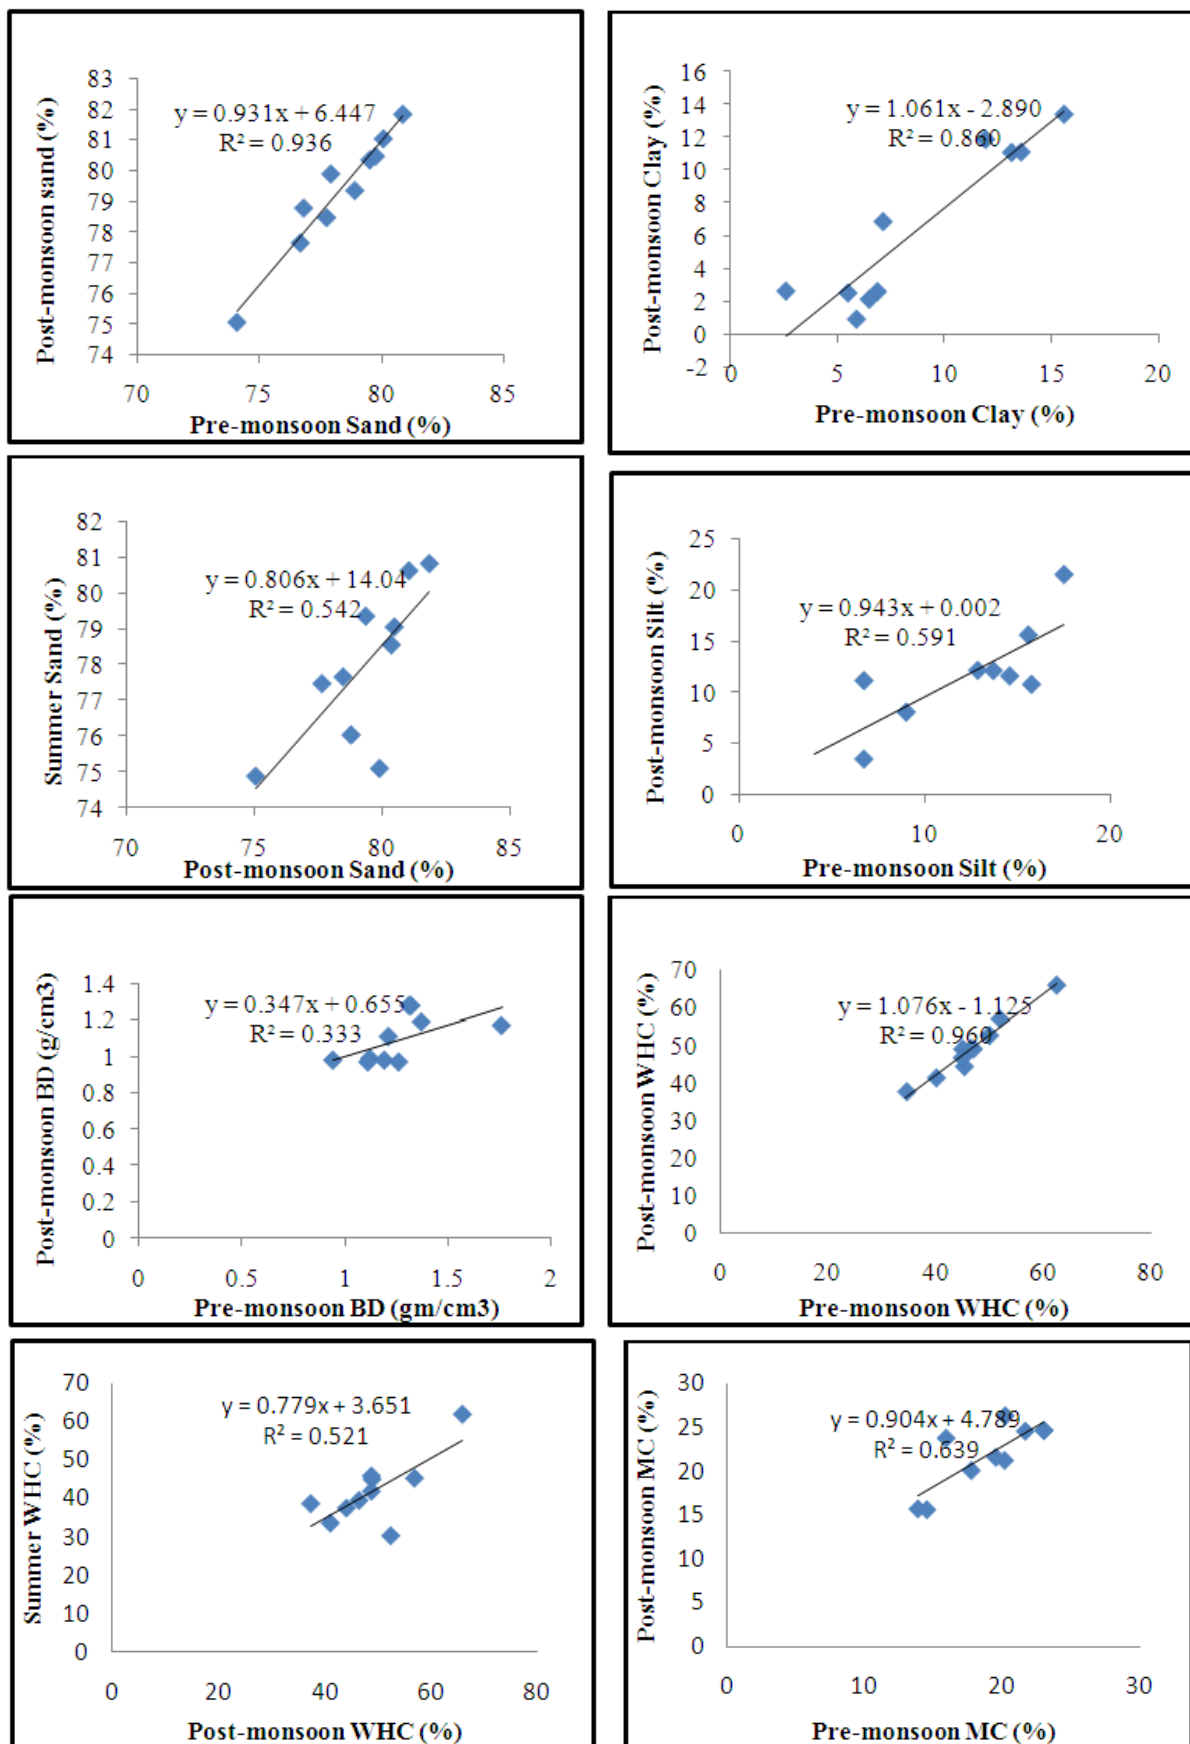 83
82
81
80
79
78
77
76
75
74
y = 0.931x + 6.447
R² = 0.936
70 75 80 85
Post-monsoon sand (%)
Pre-monsoon Sand (%)
16
14
12
10
8
6
4
2
0
-2
y = 1.061x - 2.890
R² = 0.860
0 5 10 15 20
Post-monsoon Clay (%)
Pre-monsoon Clay (%)
82
81
80
79
78
77
76
75
74
y = 0.806x + 14.04
R² = 0.542
70 75 80 85
Summer Sand (%)
Post-monsoon Sand (%)
25
20
15
10
5
0
y = 0.943x + 0.002
R² = 0.591
0 10 20
Post-monsoon Silt (%)
Pre-monsoon Silt (%)
1.4
1.2
1
0.8
0.6
0.4
0.2
0
y = 0.347x + 0.655
R² = 0.333
0 0.5 1 1.5 2
Post-monsoon BD (g/cm3)
Pre-monsoon BD (gm/cm3)
70
60
50
40
30
20
10
0
y = 1.076x - 1.125
R² = 0.960
0 20 40 60 80
Post-monsoon WHC (%)
Pre-monsoon WHC (%)
70
60
50
40
30
20
10
0
y = 0.779x + 3.651
R² = 0.521
0 20 40 60 80
Summer WHC (%)
Post-monsoon WHC (%)
30
25
20
15
10
5
0
y = 0.904x + 4.789
R² = 0.639
0 10 20 30
Post-monsoon MC (%)
Pre-monsoon MC (%)